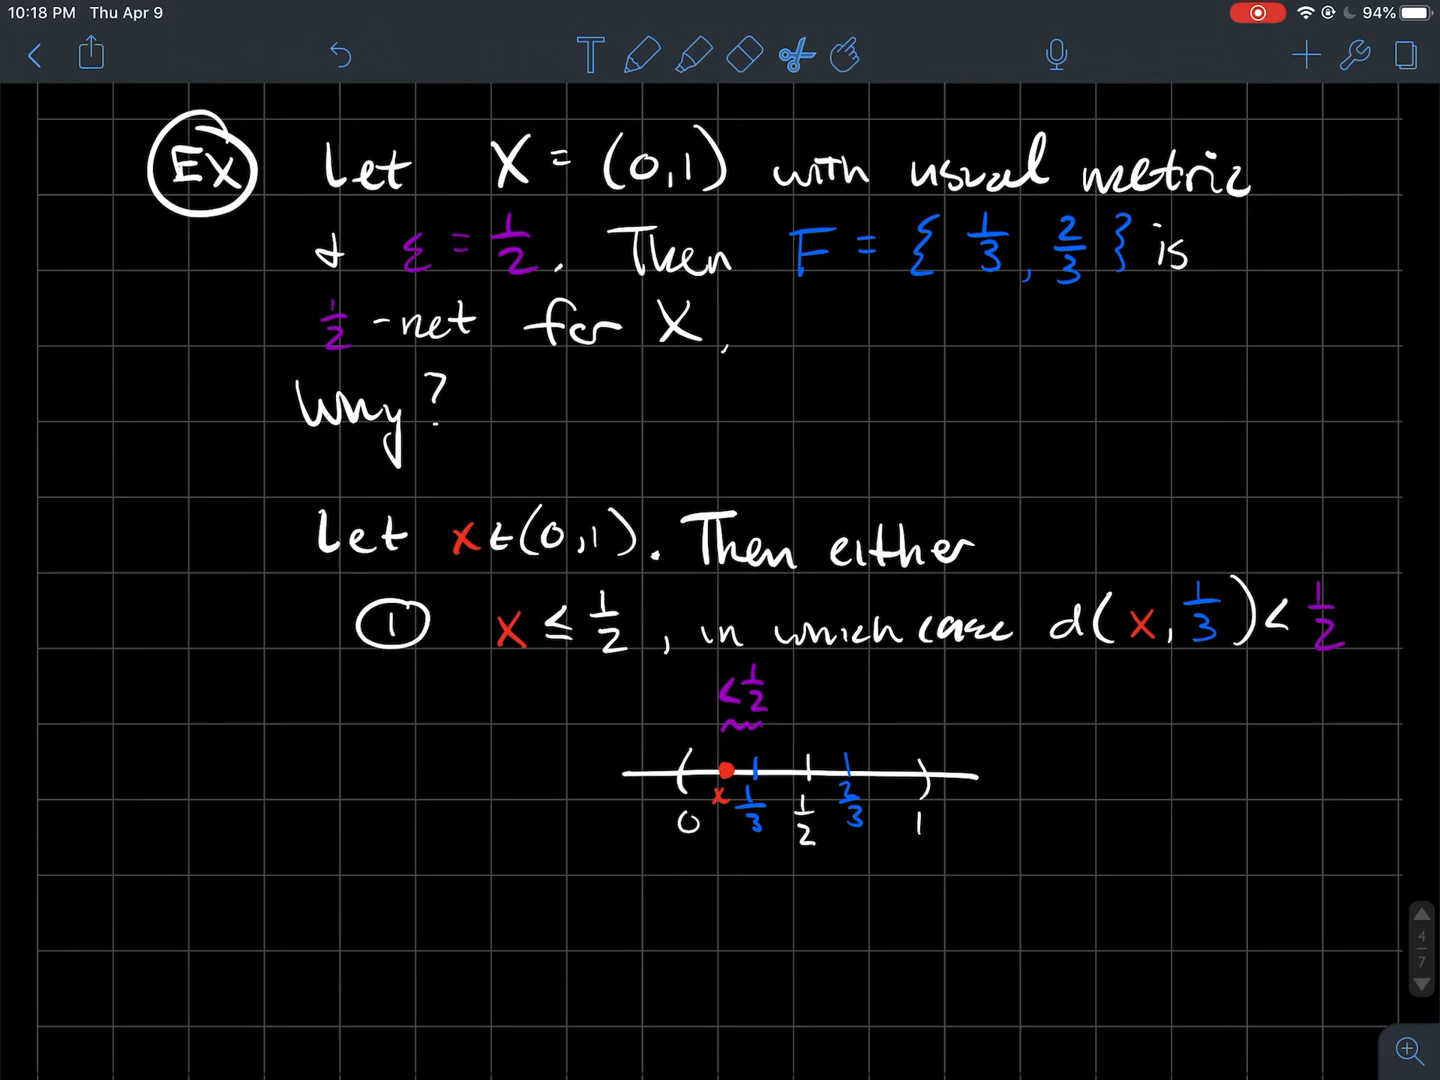 10:18 PM Thu Apr 9 94%
EX Let X = (0,1) with usual metric
& ε = 1/2. Then F = { 1/3, 2/3 } is
1/2 -net for X,
Why?
Let x ∈ (0,1). Then either
① x ≤ 1/2, in which case d(x, 1/3) < 1/2
< 1/2
( )
0 x 1/3 1/2 2/3 1
4
7